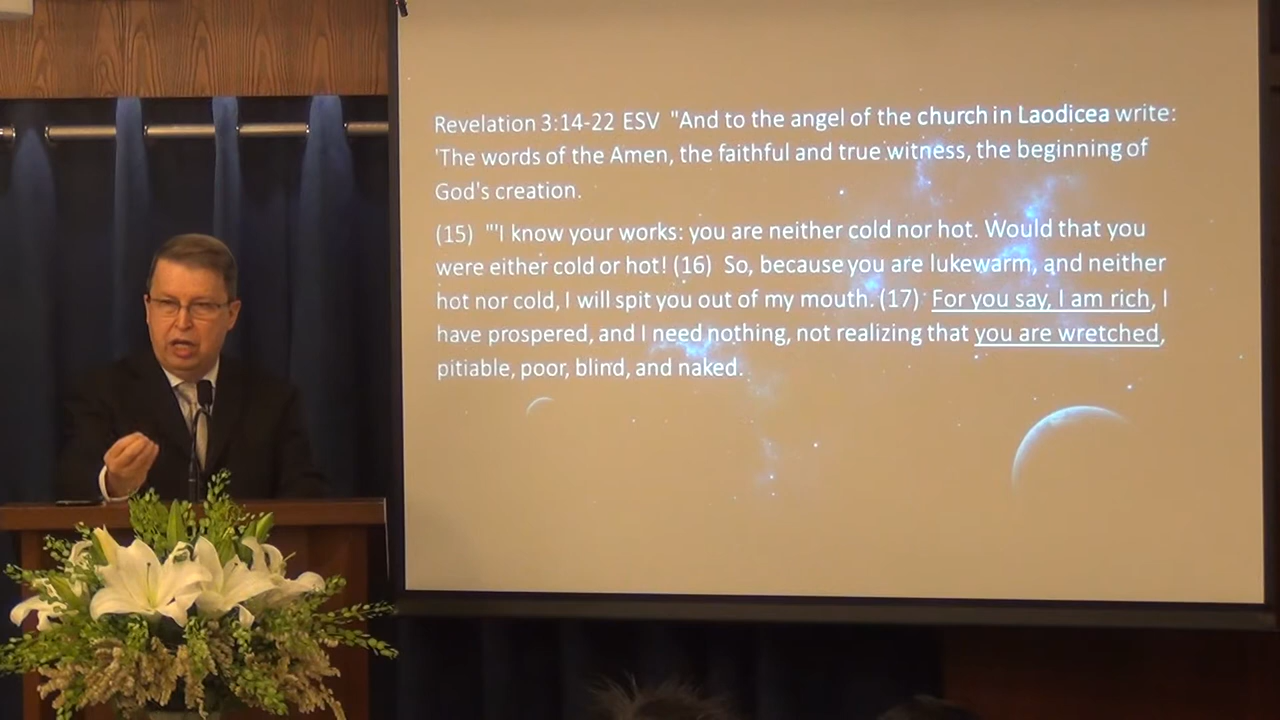 Revelation 3:14-22 ESV "And to the angel of the church in Laodicea write:
'The words of the Amen, the faithful and true witness, the beginning of
God's creation.
(15) "'I know your works: you are neither cold nor hot. Would that you
were either cold or hot! (16) So, because you are lukewarm, and neither
hot nor cold, I will spit you out of my mouth. (17) For you say, I am rich, I
have prospered, and I need nothing, not realizing that you are wretched,
pitiable, poor, blind, and naked.